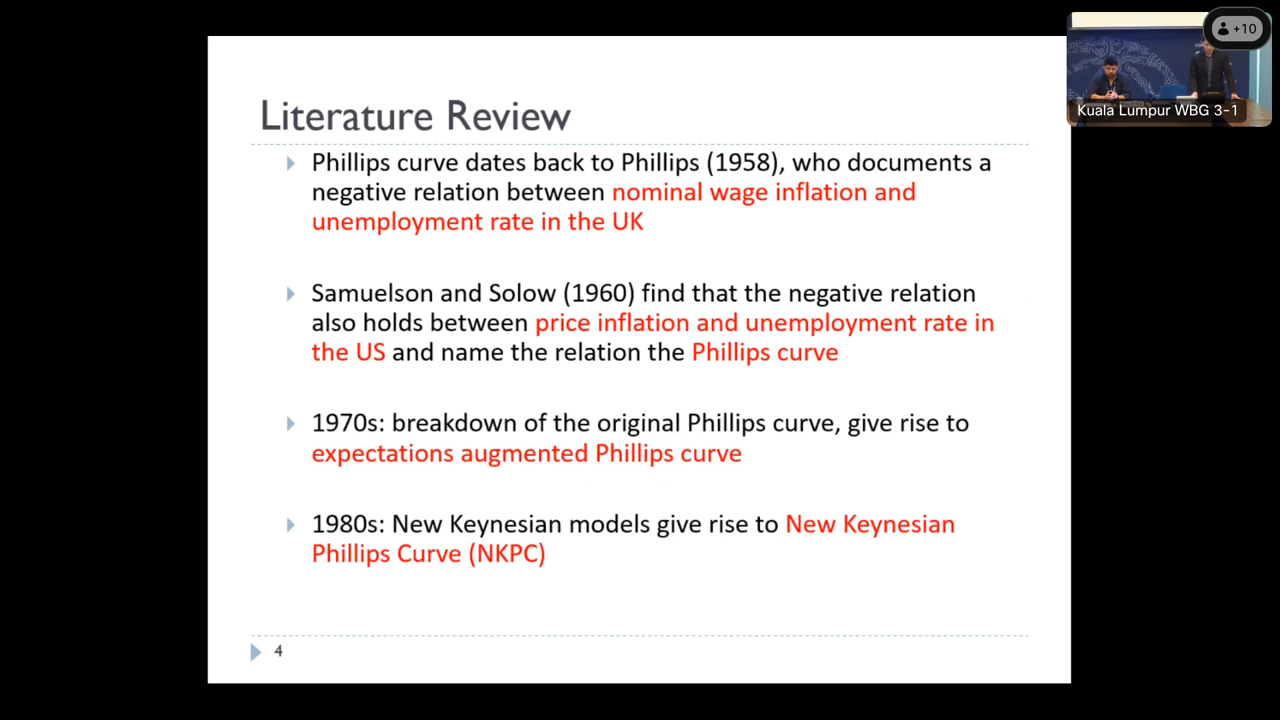 Literature Review
Phillips curve dates back to Phillips (1958), who documents a
negative relation between nominal wage inflation and
unemployment rate in the UK
Samuelson and Solow (1960) find that the negative relation
also holds between price inflation and unemployment rate in
the US and name the relation the Phillips curve
1970s: breakdown of the original Phillips curve, give rise to
expectations augmented Phillips curve
1980s: New Keynesian models give rise to New Keynesian
Phillips Curve (NKPC)
4
+10
Kuala Lumpur WBG 3-1